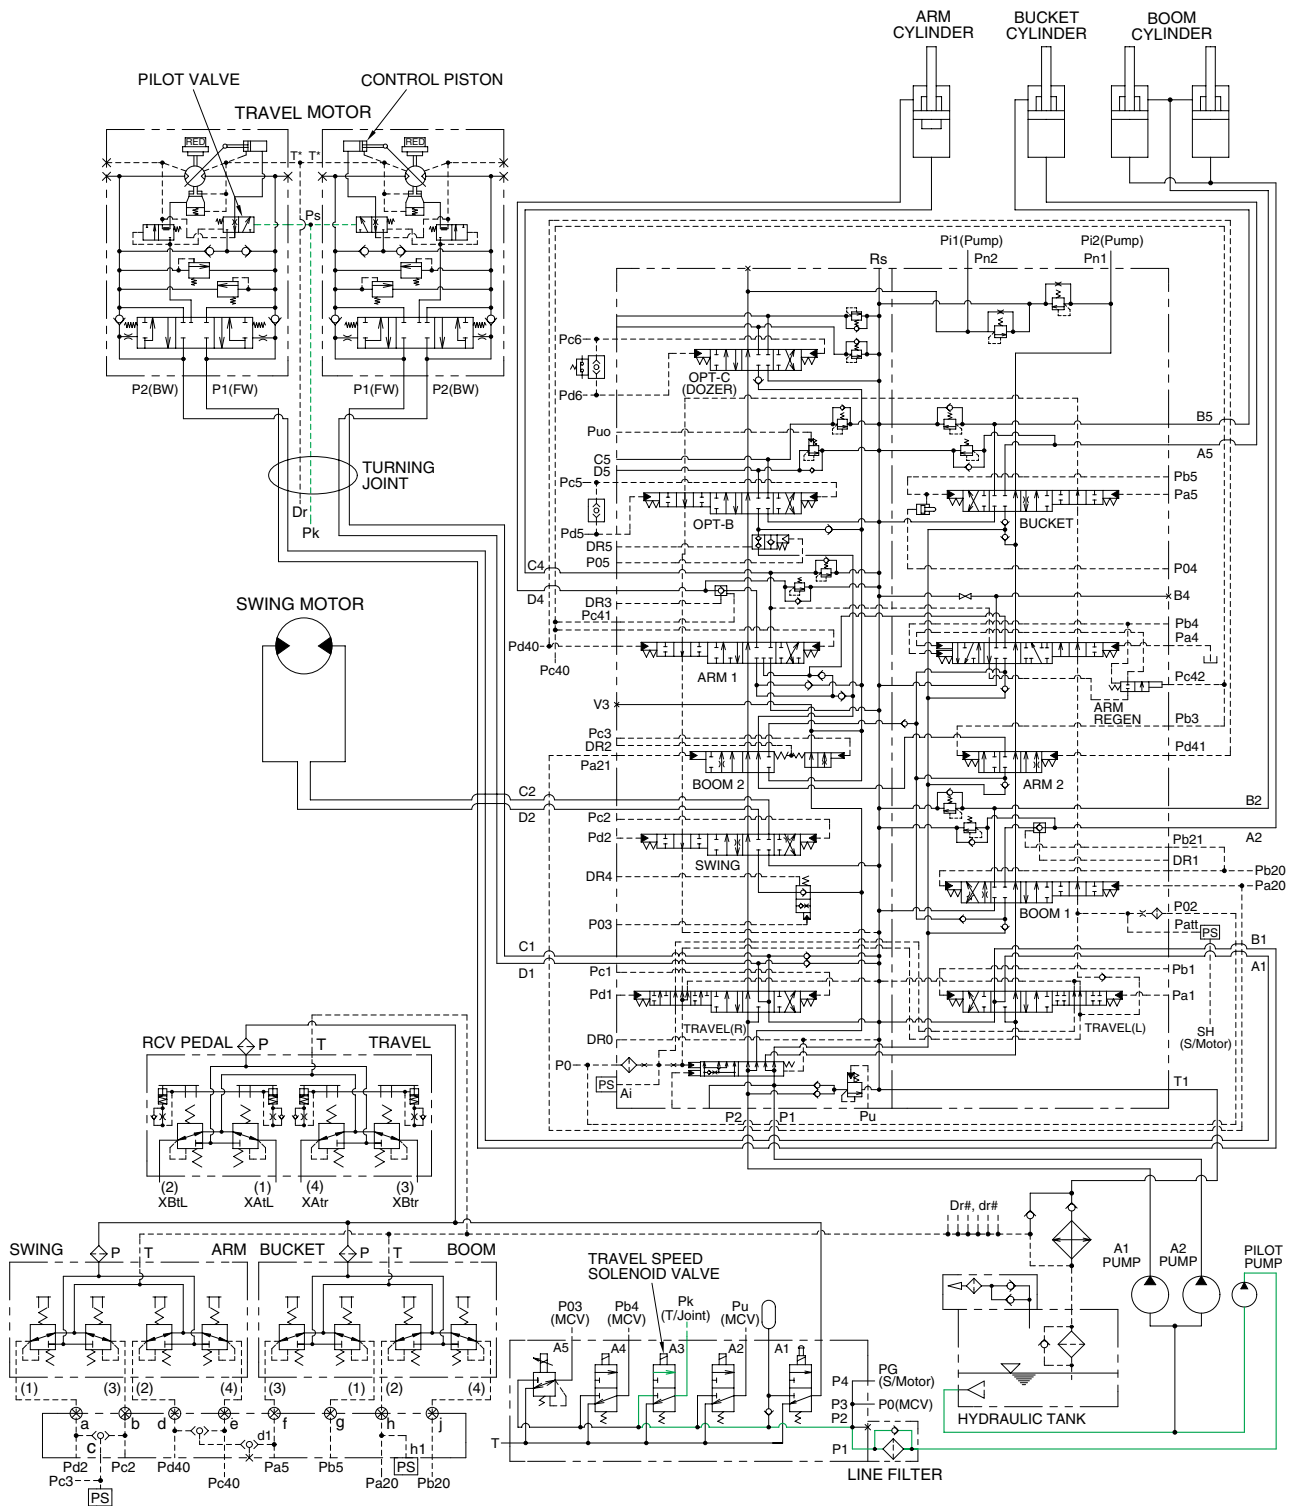 ARM
CYLINDER
BUCKET
CYLINDER
BOOM
CYLINDER
PILOT VALVE
CONTROL PISTON
TRAVEL MOTOR
RED
RED
T*
T*
Ps
P2(BW)
P1(FW)
P1(FW)
P2(BW)
TURNING
JOINT
Dr
Pk
SWING MOTOR
Pi1(Pump)
Pn2
Pi2(Pump)
Pn1
Rs
Pc6
Pd6
OPT-C
(DOZER)
Puo
C5
D5
Pc5
Pd5
OPT-B
DR5
P05
C4
D4
DR3
Pc41
Pd40
Pc40
ARM 1
V3
Pc3
DR2
Pa21
BOOM 2
C2
D2
Pc2
Pd2
SWING
DR4
P03
C1
D1
Pc1
Pd1
TRAVEL(R)
DR0
P0
PS
Ai
P2
P1
Pu
B5
A5
Pb5
Pa5
BUCKET
P04
B4
Pb4
Pa4
Pc42
ARM
REGEN
Pb3
Pd41
ARM 2
B2
A2
Pb21
DR1
Pb20
Pa20
BOOM 1
P02
Patt
PS
B1
A1
Pb1
Pa1
TRAVEL(L)
SH
(S/Motor)
T1
RCV PEDAL
P
T
TRAVEL
(2)
XBtL
(1)
XAtL
(4)
XAtr
(3)
XBtr
SWING
P
T
ARM
BUCKET
P
T
BOOM
(1)
(3)
(2)
(4)
(3)
(1)
(2)
(4)
a
b
d
e
f
g
h
j
c
d1
h1
Pd2
Pc2
Pd40
Pc40
Pa5
Pb5
Pa20
PS
Pb20
Pc3
PS
TRAVEL SPEED
SOLENOID VALVE
P03
(MCV)
Pb4
(MCV)
Pk
(T/Joint)
Pu
(MCV)
A5
A4
A3
A2
A1
T
P4
PG
(S/Motor)
P3
P0(MCV)
P2
P1
LINE FILTER
Dr#, dr#
A1
PUMP
A2
PUMP
PILOT
PUMP
HYDRAULIC TANK